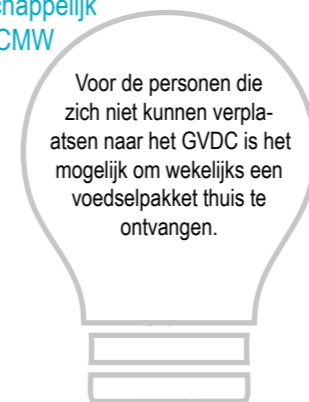 chappelijk
CMW
Voor de personen die
zich niet kunnen verpla-
atsen naar het GVDC is het
mogelijk om wekelijks een
voedselpakket thuis te
ontvangen.